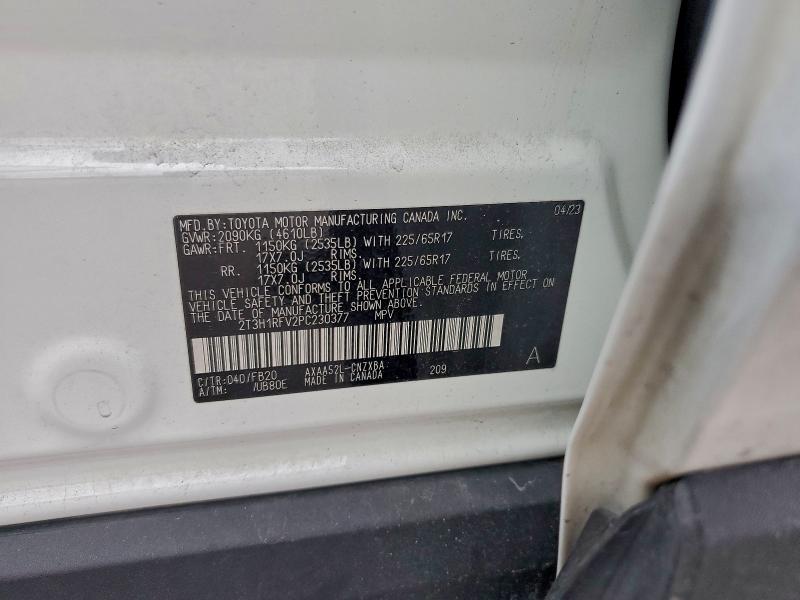 MFD.BY:TOYOTA MOTOR MANUFACTURING CANADA INC. 04/23
GVWR:2090KG (4610LB)
GAWR:FRT. 1150KG (2535LB) WITH 225/65R17 TIRES,
17X7.0J RIMS.
RR. 1150KG (2535LB) WITH 225/65R17 TIRES,
17X7.0J RIMS.
THIS VEHICLE CONFORMS TO ALL APPLICABLE FEDERAL MOTOR
VEHICLE SAFETY AND THEFT PREVENTION STANDARDS IN EFFECT ON
THE DATE OF MANUFACTURE SHOWN ABOVE.
2T3H1RFV2PC230377 MPV
C/TR:040/FB20 AXAA52L-CNZXBA 209 A
A/TM: /UB80E MADE IN CANADA